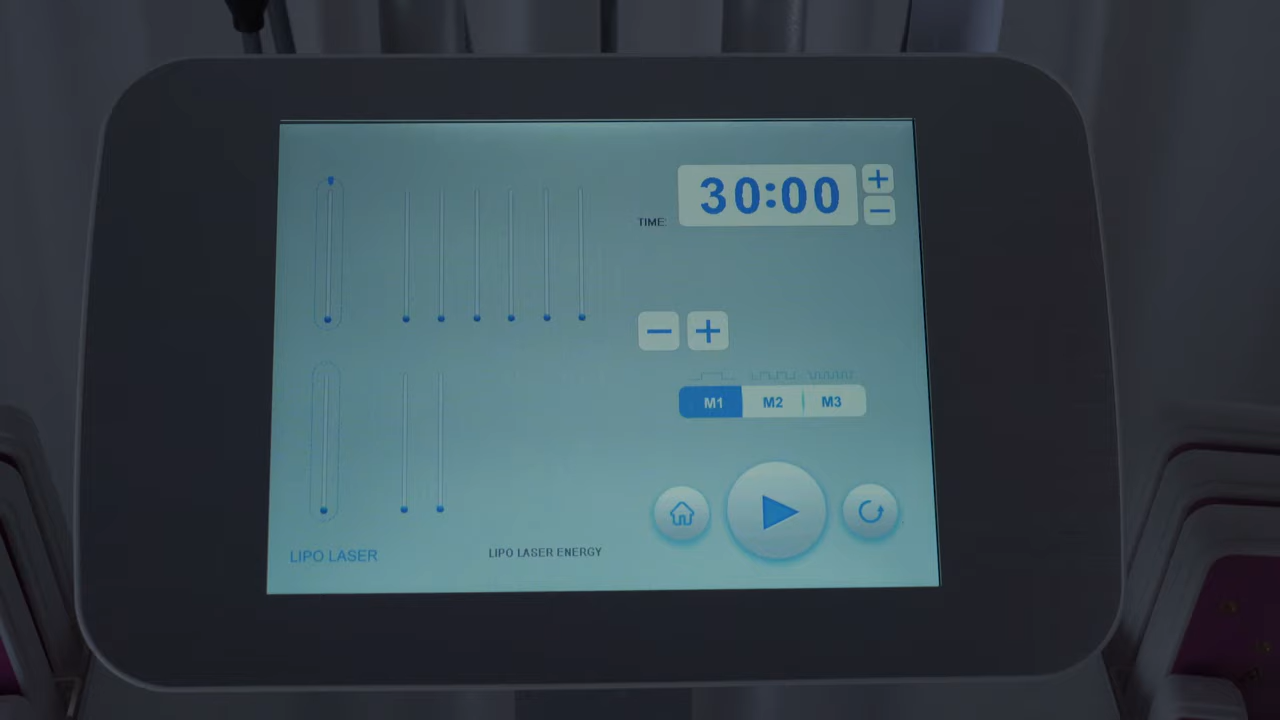 30:00
TIME:
M1 M2 M3
LIPO LASER
LIPO LASER ENERGY